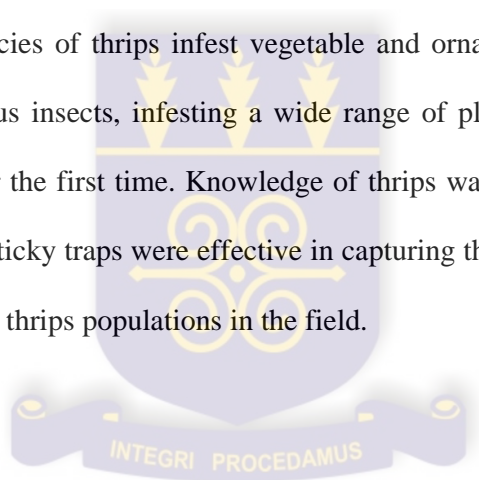 cies of thrips infest vegetable and orna
us insects, infesting a wide range of pl
the first time. Knowledge of thrips wa
ticky traps were effective in capturing th
thrips populations in the field.
INTEGRI PROCEDAMUS